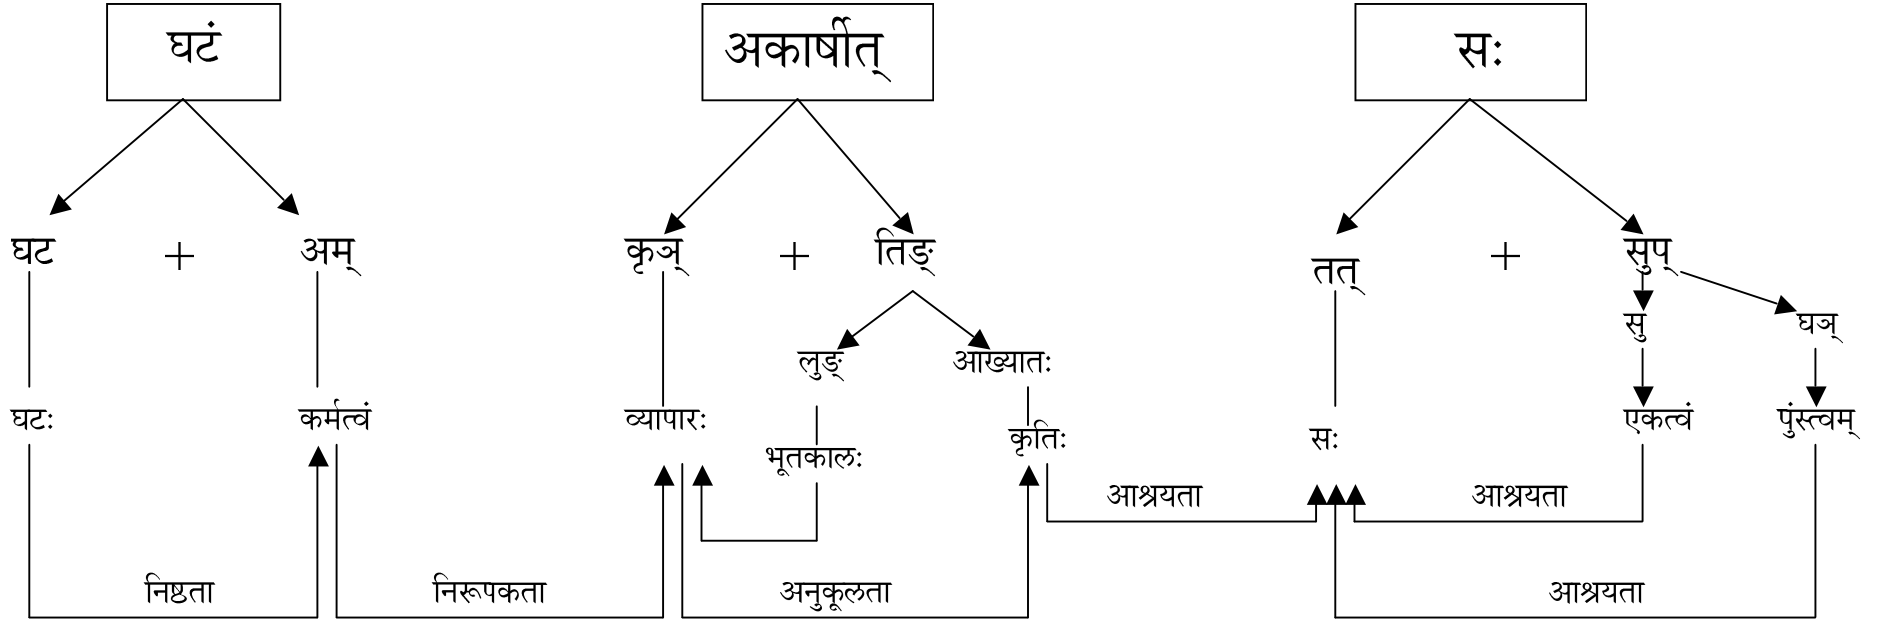 घटं अकार्षीत् सः
घट + अम् कृञ् + तिङ् तत् + सुप्
लुङ् आख्यातः सु घञ्
घटः कर्मत्वं व्यापारः भूतकालः कृतिः सः एकत्वं पुंस्त्वम्
आश्रयता आश्रयता
निष्ठता निरूपकता अनुकूलता आश्रयता